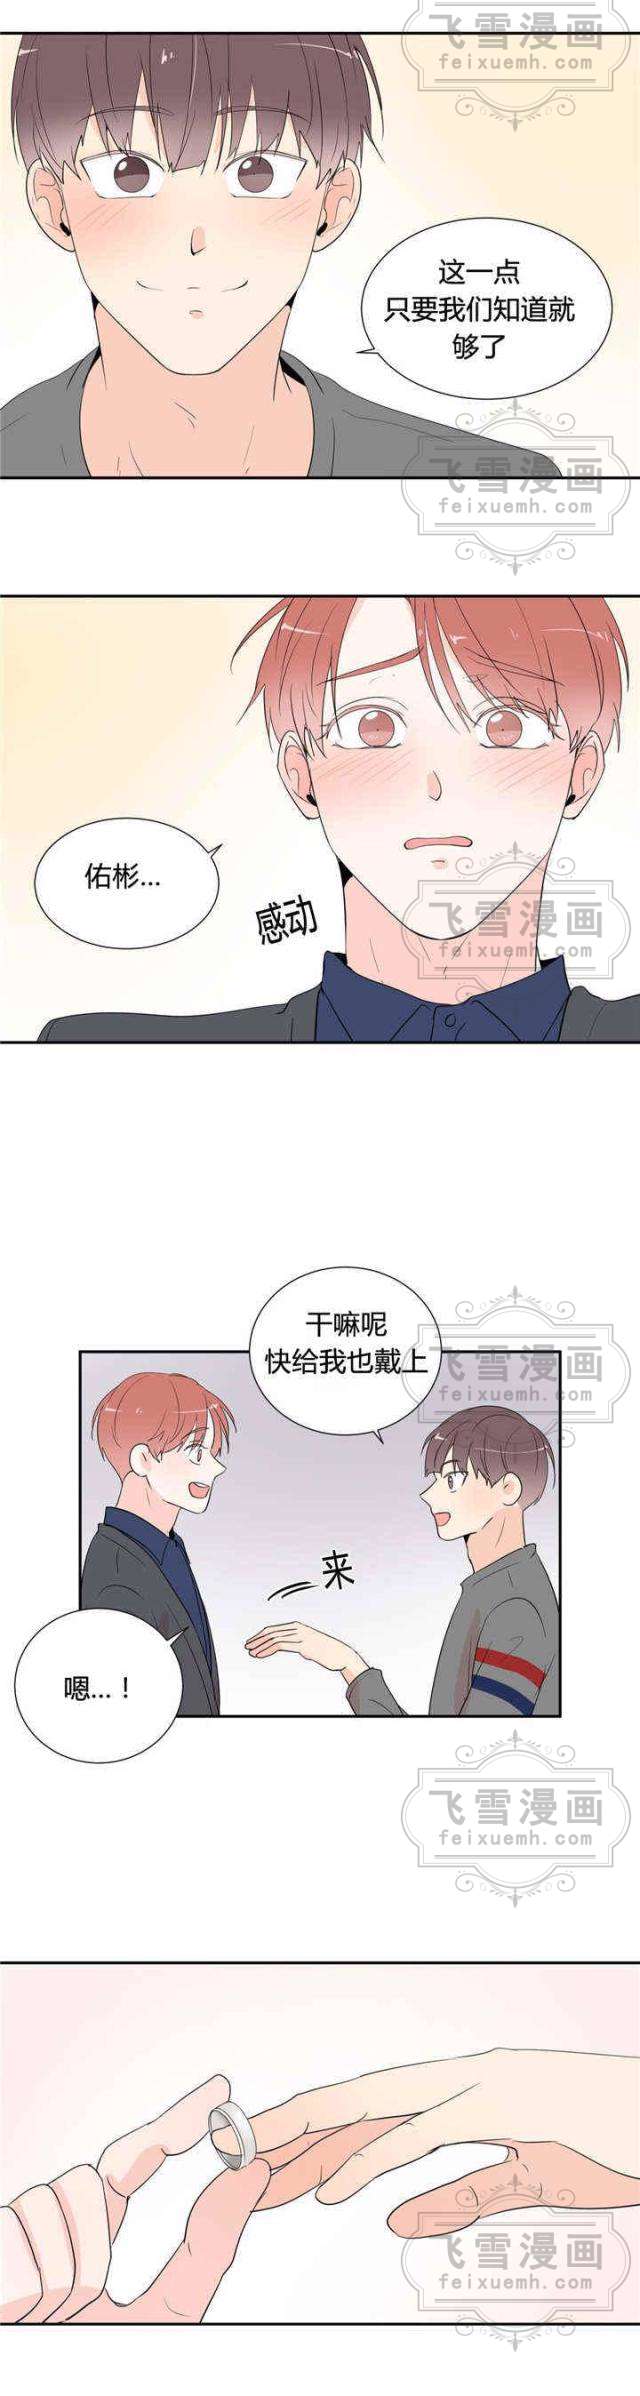 飞雪漫画
feixuemh.com
这一点
只要我们知道就
够了
飞雪漫画
feixuemh.com
佑彬...
感动
飞雪漫画
feixuemh.com
干嘛呢
快给我也戴上
飞雪漫画
feixuemh.com
来
嗯...！
飞雪漫画
feixuemh.com
飞雪漫画
feixuemh.com